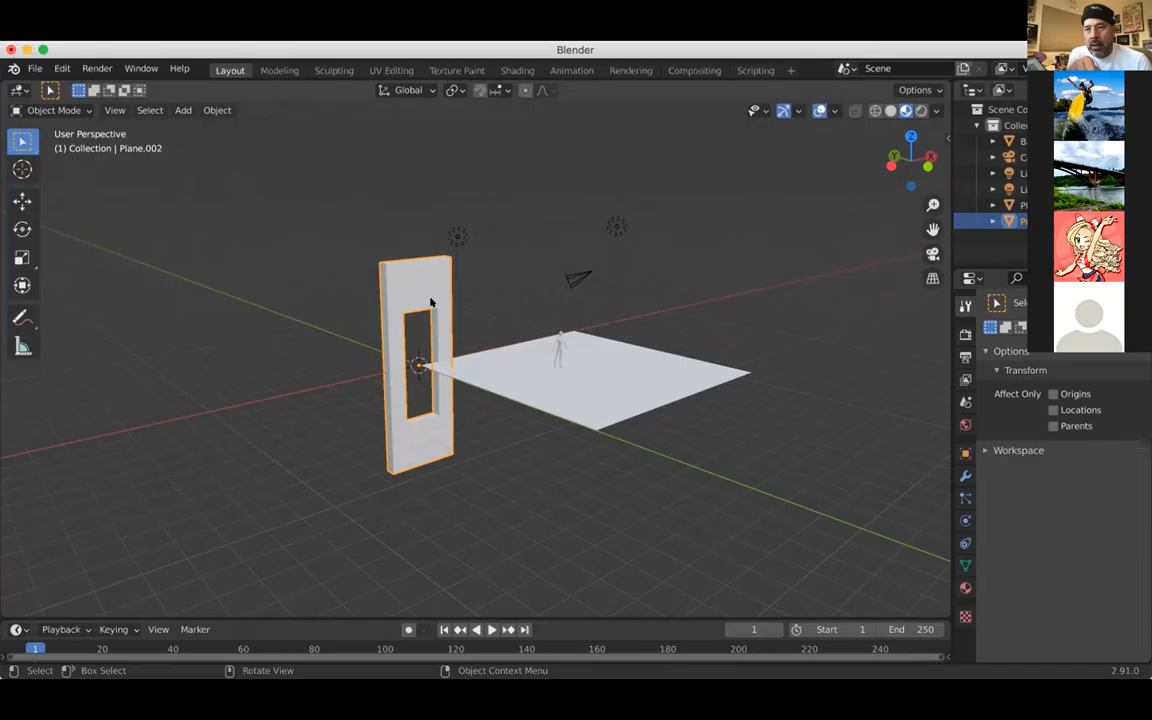 Blender
File Edit Render Window Help
Layout Modeling Sculpting UV Editing Texture Paint Shading Animation Rendering Compositing Scripting +
Scene
V
Global
Options
Object Mode View Select Add Object
Scene Co
User Perspective
(1) Collection | Plane.002
Collec
Z
Y
X
Options
Transform
Affect Only
Origins
Locations
Parents
Workspace
Playback Keying View Marker
1
Start 1
End 250
1 20 40 60 80 100 120 140 160 180 200 220 240
Select Box Select Rotate View Object Context Menu 2.91.0